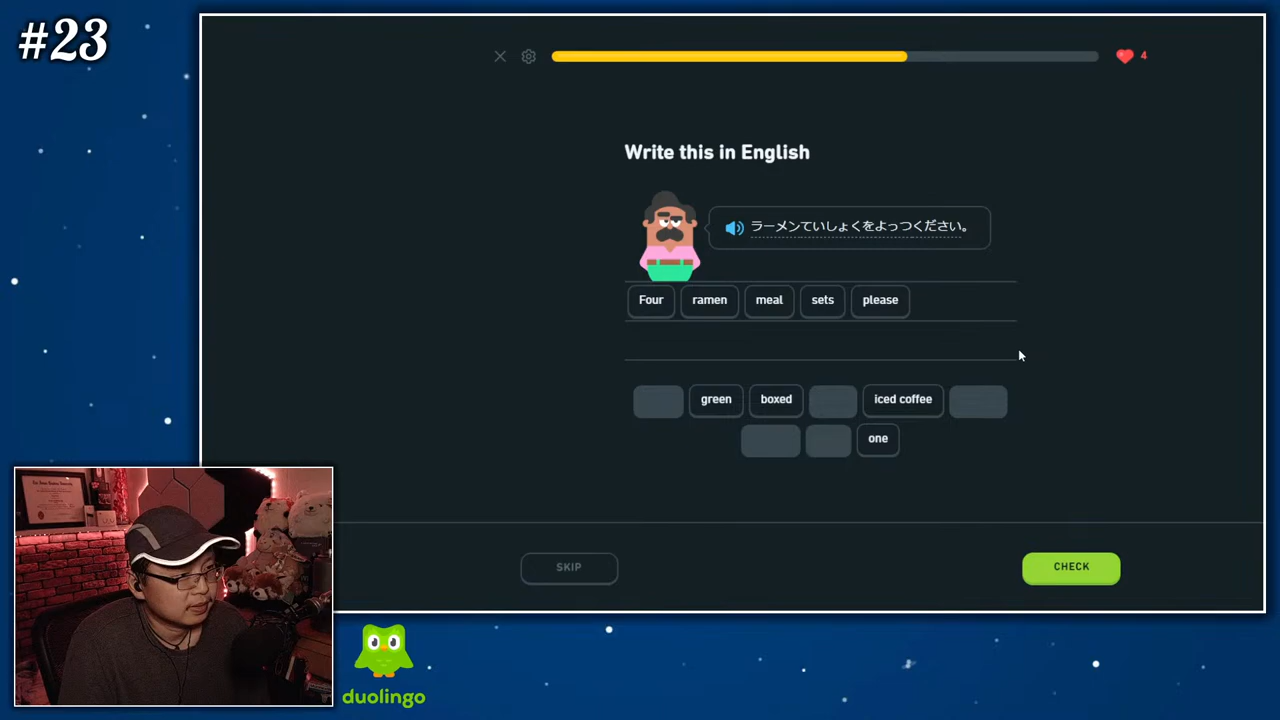 #23
4
Write this in English
ラーメンていしょくをよっつください。
Four ramen meal sets please
green boxed iced coffee
one
SKIP
CHECK
duolingo